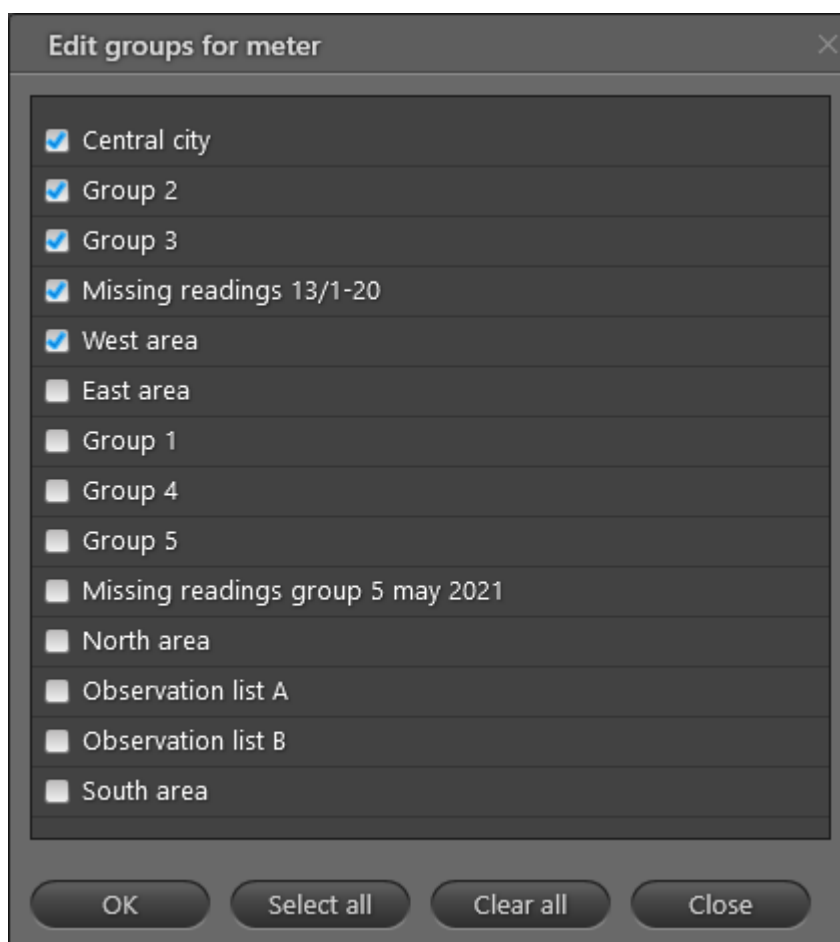 Edit groups for meter
Central city
Group 2
Group 3
Missing readings 13/1-20
West area
East area
Group 1
Group 4
Group 5
Missing readings group 5 may 2021
North area
Observation list A
Observation list B
South area
OK Select all Clear all Close